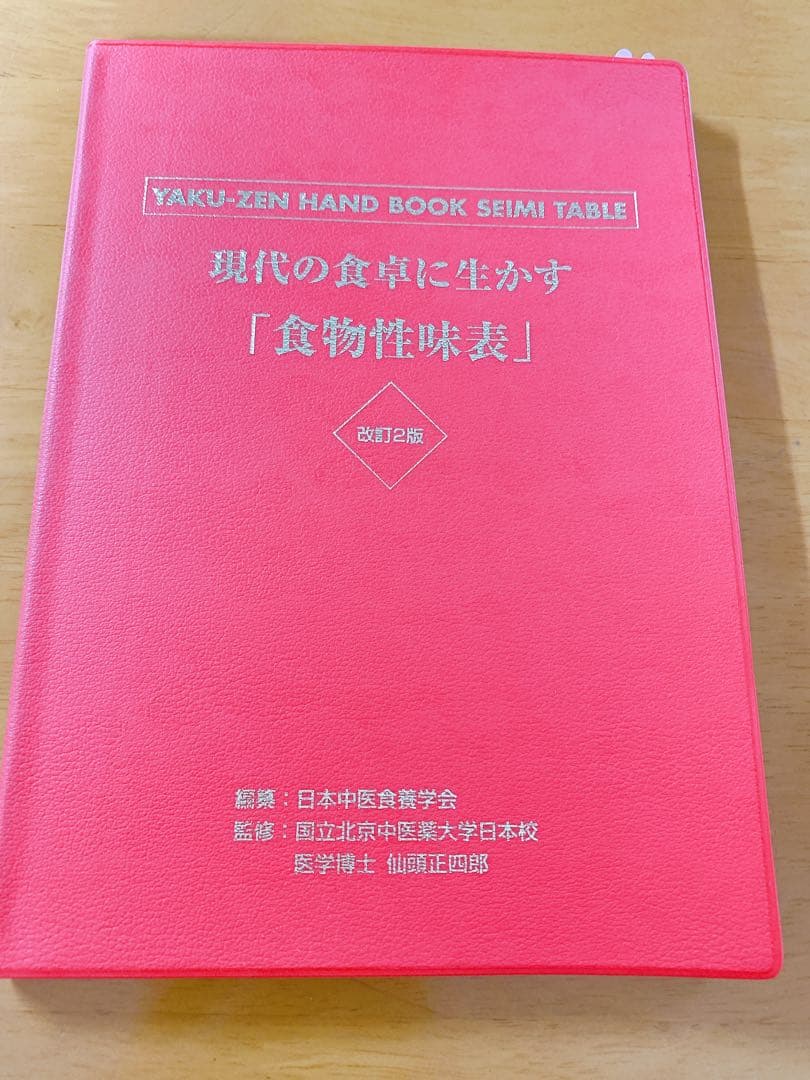 YAKU-ZEN HAND BOOK SEIMI TABLE
現代の食卓に生かす
「食物性味表」
改訂2版
編纂：日本中医食養学会
監修：国立北京中医薬大学日本校
医学博士 仙頭正四郎